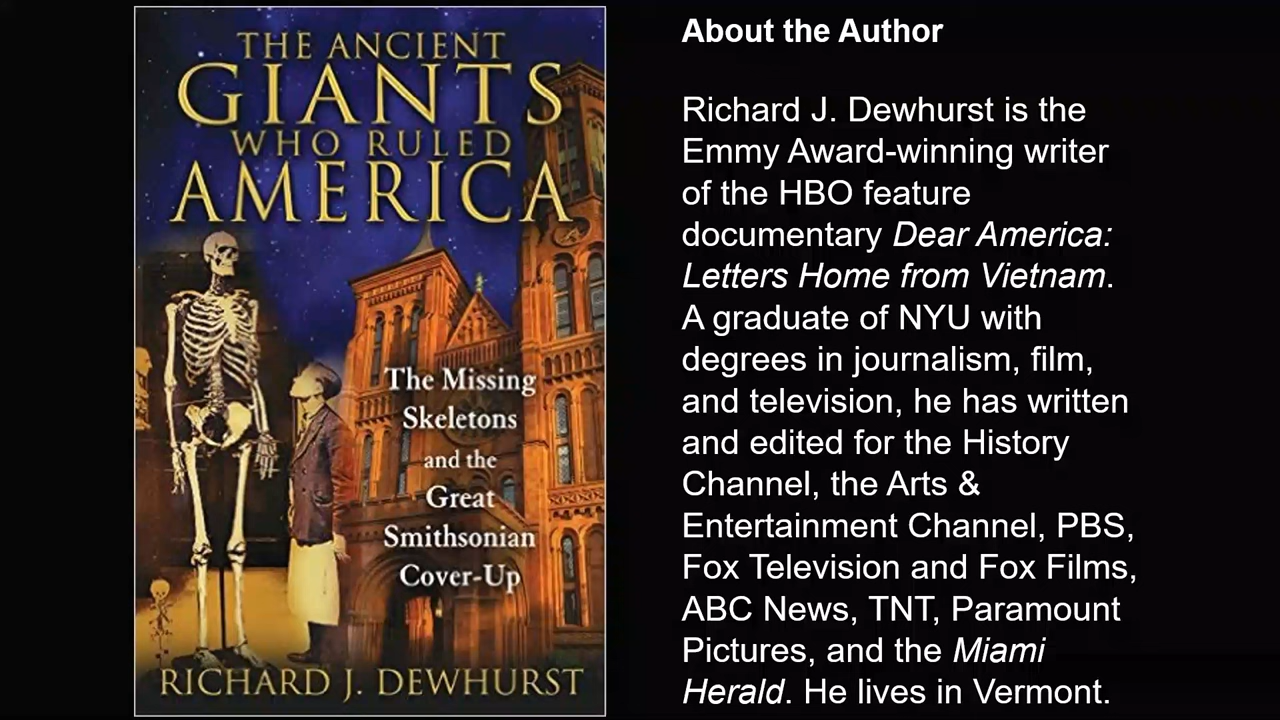 THE ANCIENT
GIANTS
WHO RULED
AMERICA
The Missing
Skeletons
and the
Great
Smithsonian
Cover-Up
RICHARD J. DEWHURST
About the Author
Richard J. Dewhurst is the
Emmy Award-winning writer
of the HBO feature
documentary Dear America:
Letters Home from Vietnam.
A graduate of NYU with
degrees in journalism, film,
and television, he has written
and edited for the History
Channel, the Arts &
Entertainment Channel, PBS,
Fox Television and Fox Films,
ABC News, TNT, Paramount
Pictures, and the Miami
Herald. He lives in Vermont.